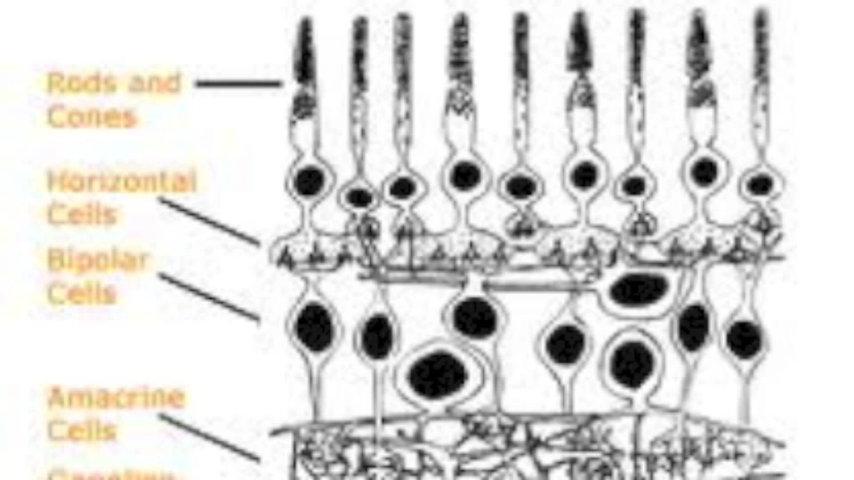 Rods and
Cones
Horizontal
Cells
Bipolar
Cells
Amacrine
Cells